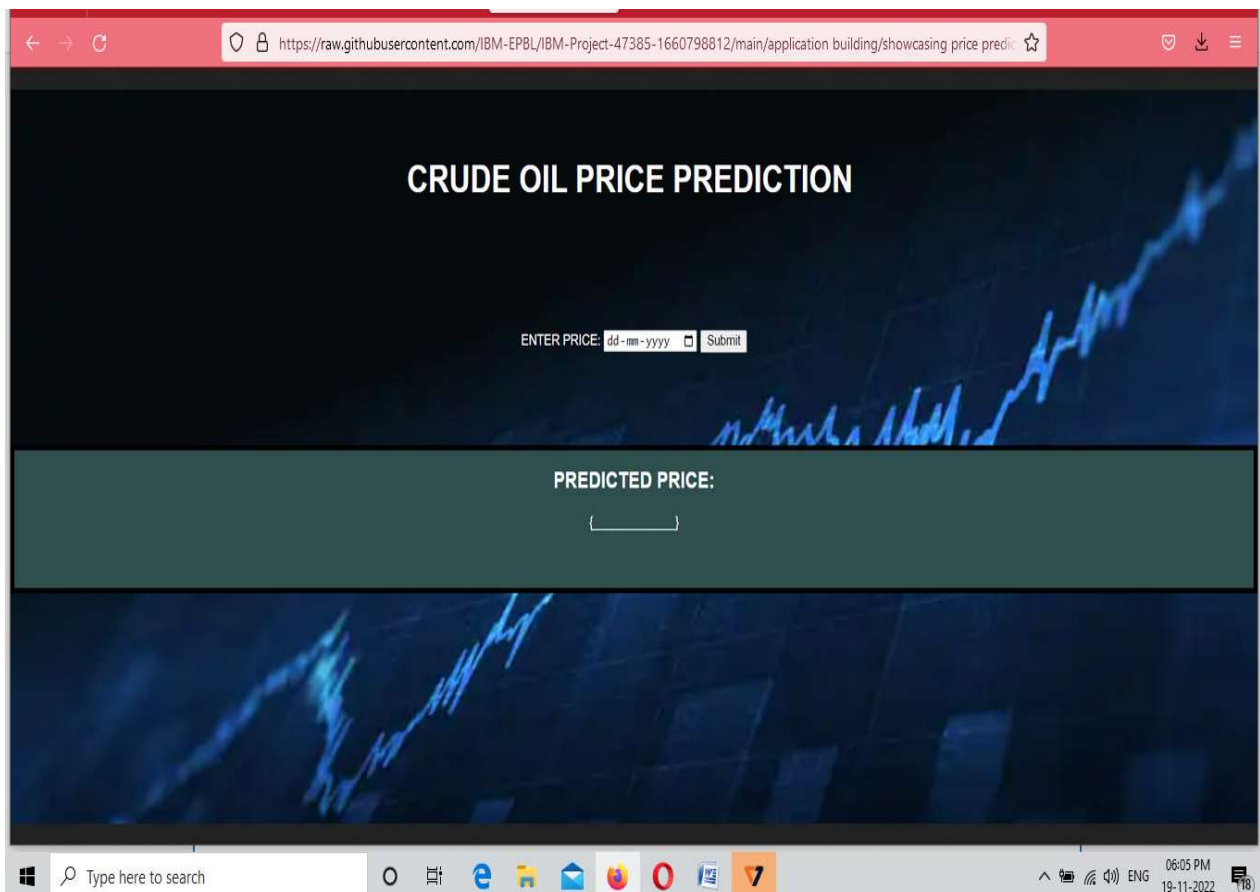 https://raw.githubusercontent.com/IBM-EPBL/IBM-Project-47385-1660798812/main/application building/showcasing price predic
CRUDE OIL PRICE PREDICTION
ENTER PRICE: dd-mm-yyyy Submit
PREDICTED PRICE:
{____________}
Type here to search
ENG
06:05 PM
19-11-2022
18